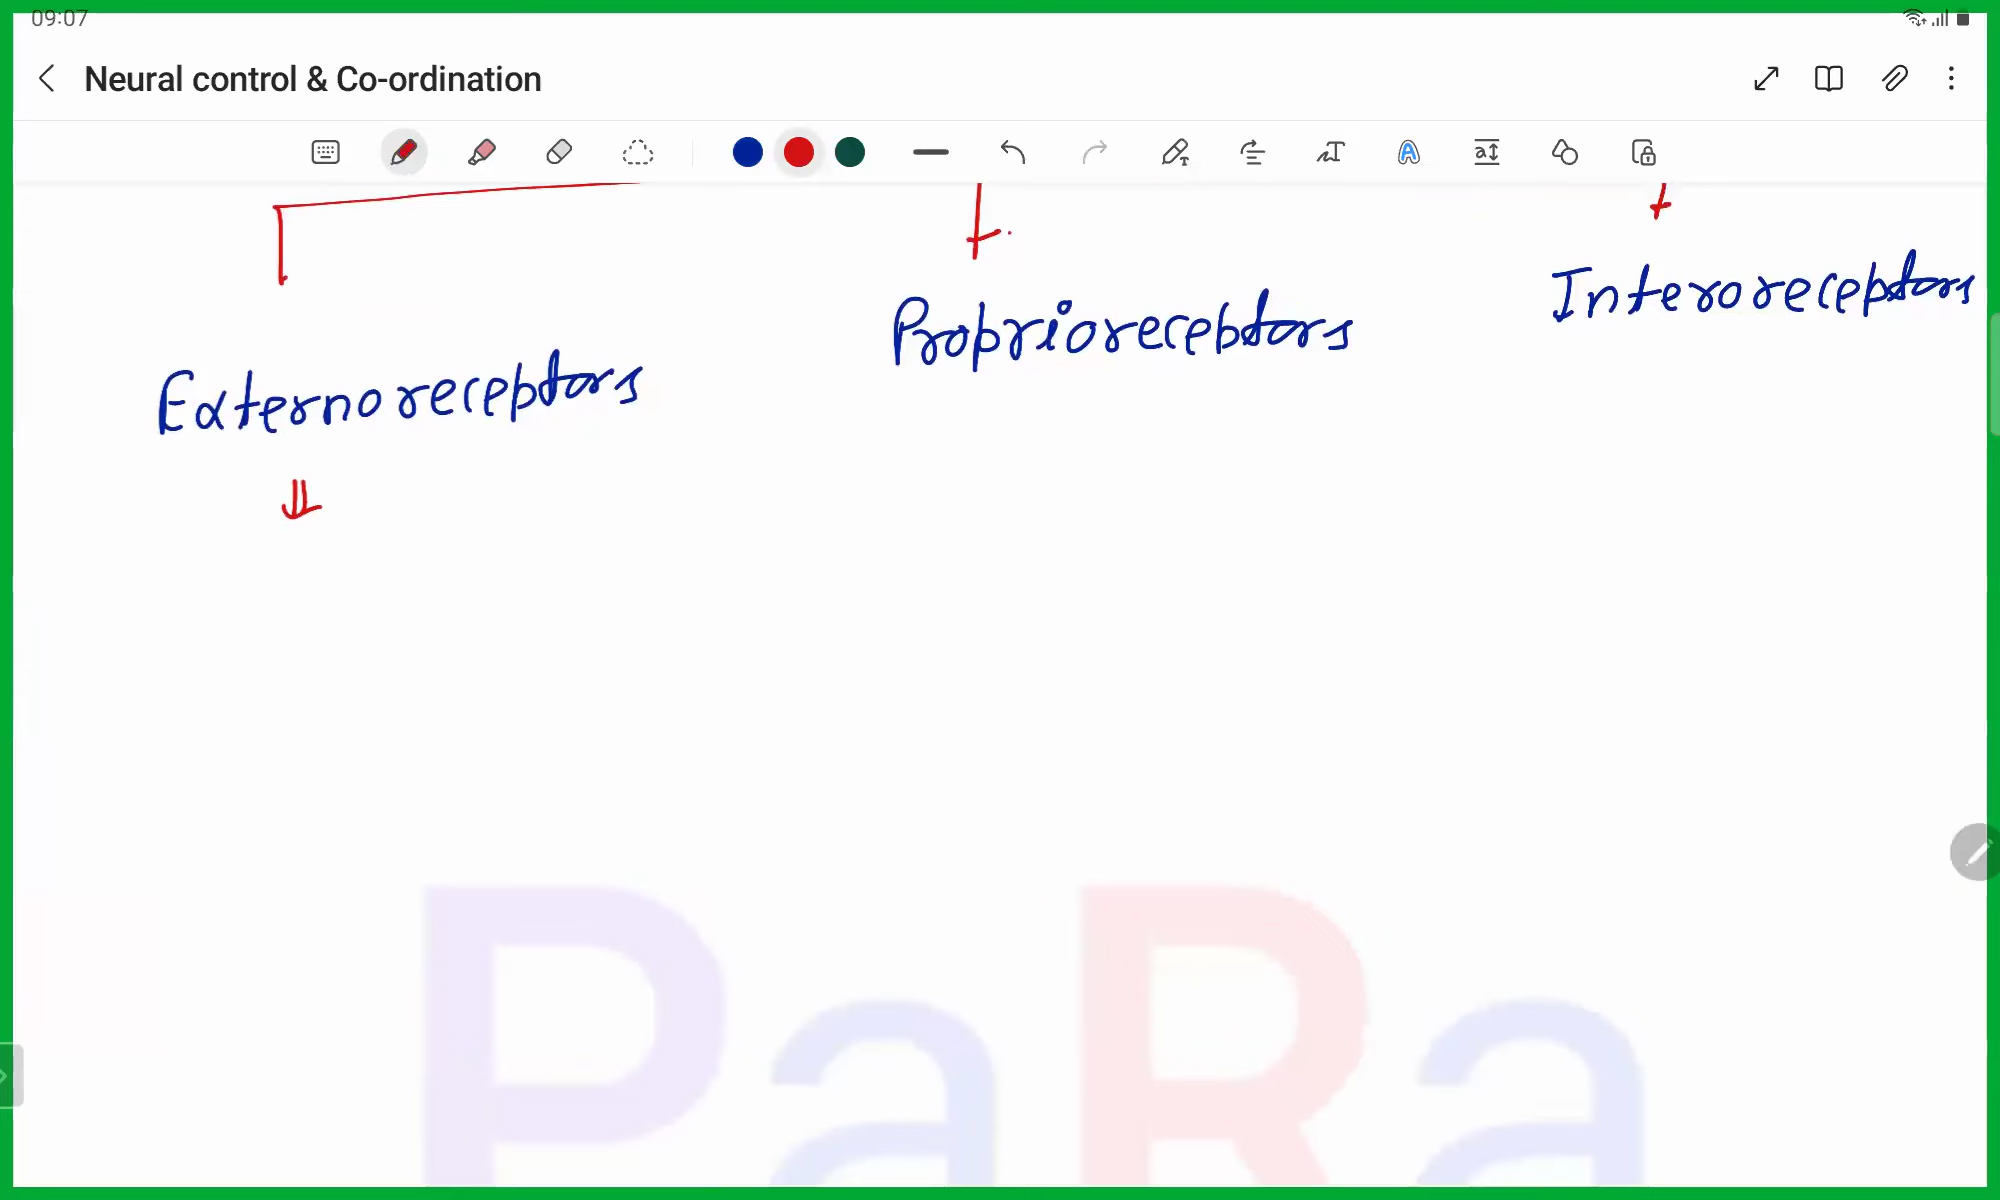 09:07
Neural control & Co-ordination
Externoreceptors
Proprioreceptors
Interoreceptors
PaRa